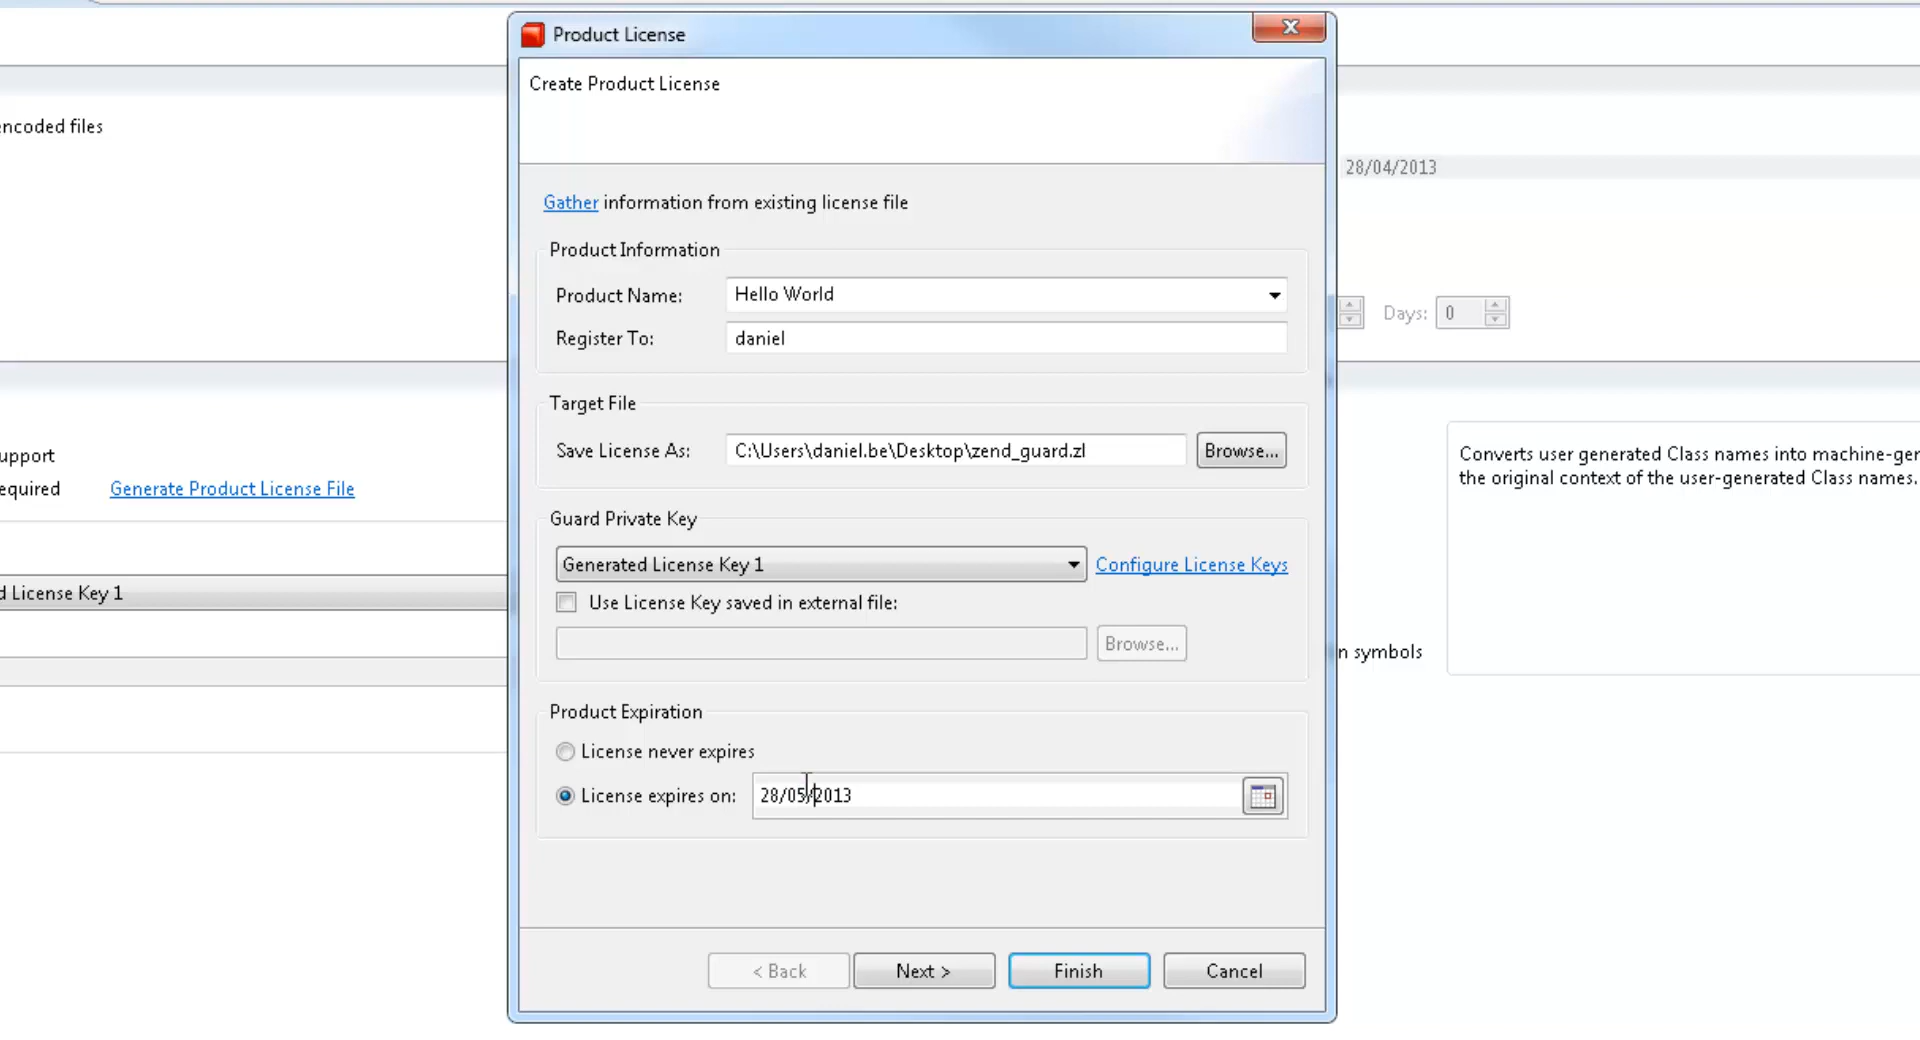 Product License
Create Product License
encoded files
28/04/2013
Gather information from existing license file
Product Information
Product Name: Hello World
Days: 0
Register To: daniel
Target File
Save License As: C:\Users\daniel.be\Desktop\zend_guard.zl Browse...
upport
Converts user generated Class names into machine-ger
the original context of the user-generated Class names.
equired Generate Product License File
Guard Private Key
Generated License Key 1 Configure License Keys
d License Key 1
Use License Key saved in external file:
Browse...
n symbols
Product Expiration
License never expires
License expires on: 28/05/2013
< Back Next > Finish Cancel